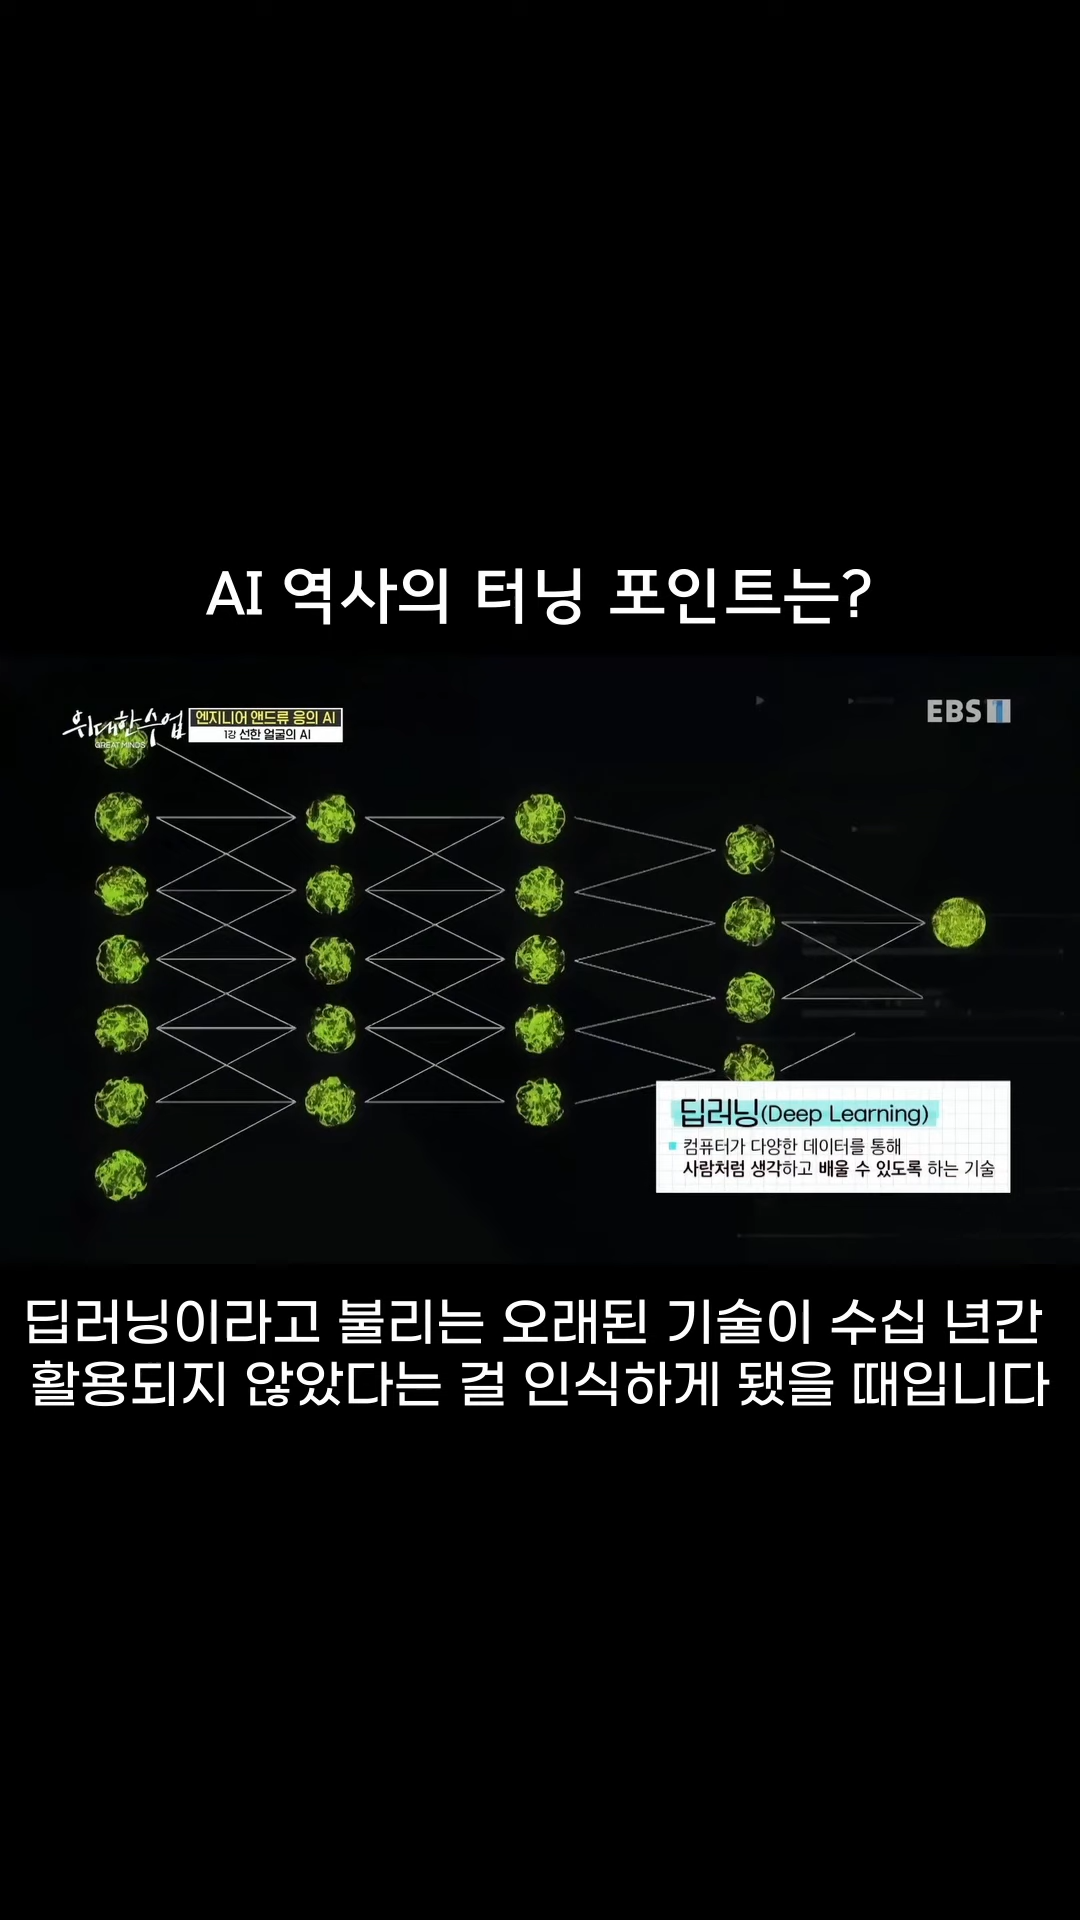 AI 역사의 터닝 포인트는?
위대한 수업
GREAT MINDS
엔지니어 앤드류 응의 AI
1강 선한 얼굴의 AI
EBS 1
딥러닝(Deep Learning)
컴퓨터가 다양한 데이터를 통해
사람처럼 생각하고 배울 수 있도록 하는 기술
딥러닝이라고 불리는 오래된 기술이 수십 년간
활용되지 않았다는 걸 인식하게 됐을 때입니다